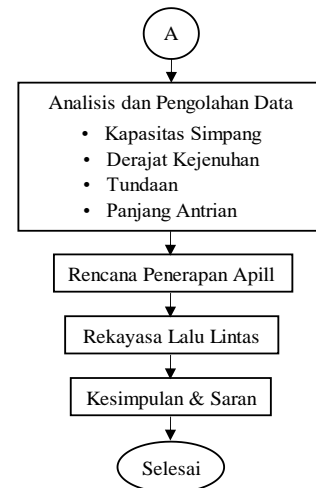 A
Analisis dan Pengolahan Data
• Kapasitas Simpang
• Derajat Kejenuhan
• Tundaan
• Panjang Antrian
Rencana Penerapan Apill
Rekayasa Lalu Lintas
Kesimpulan & Saran
Selesai